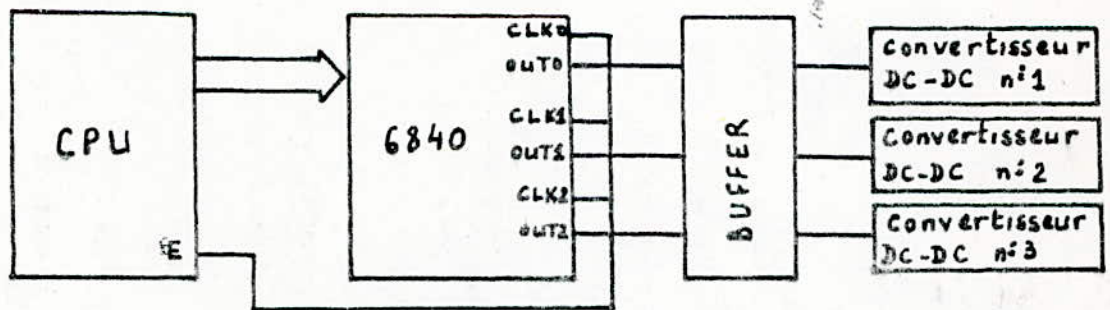 CPU
E
6840
CLK0
OUT0
CLK1
OUT1
CLK2
OUT2
BUFFER
Convertisseur
DC-DC n:1
Convertisseur
DC-DC n:2
Convertisseur
DC-DC n:3